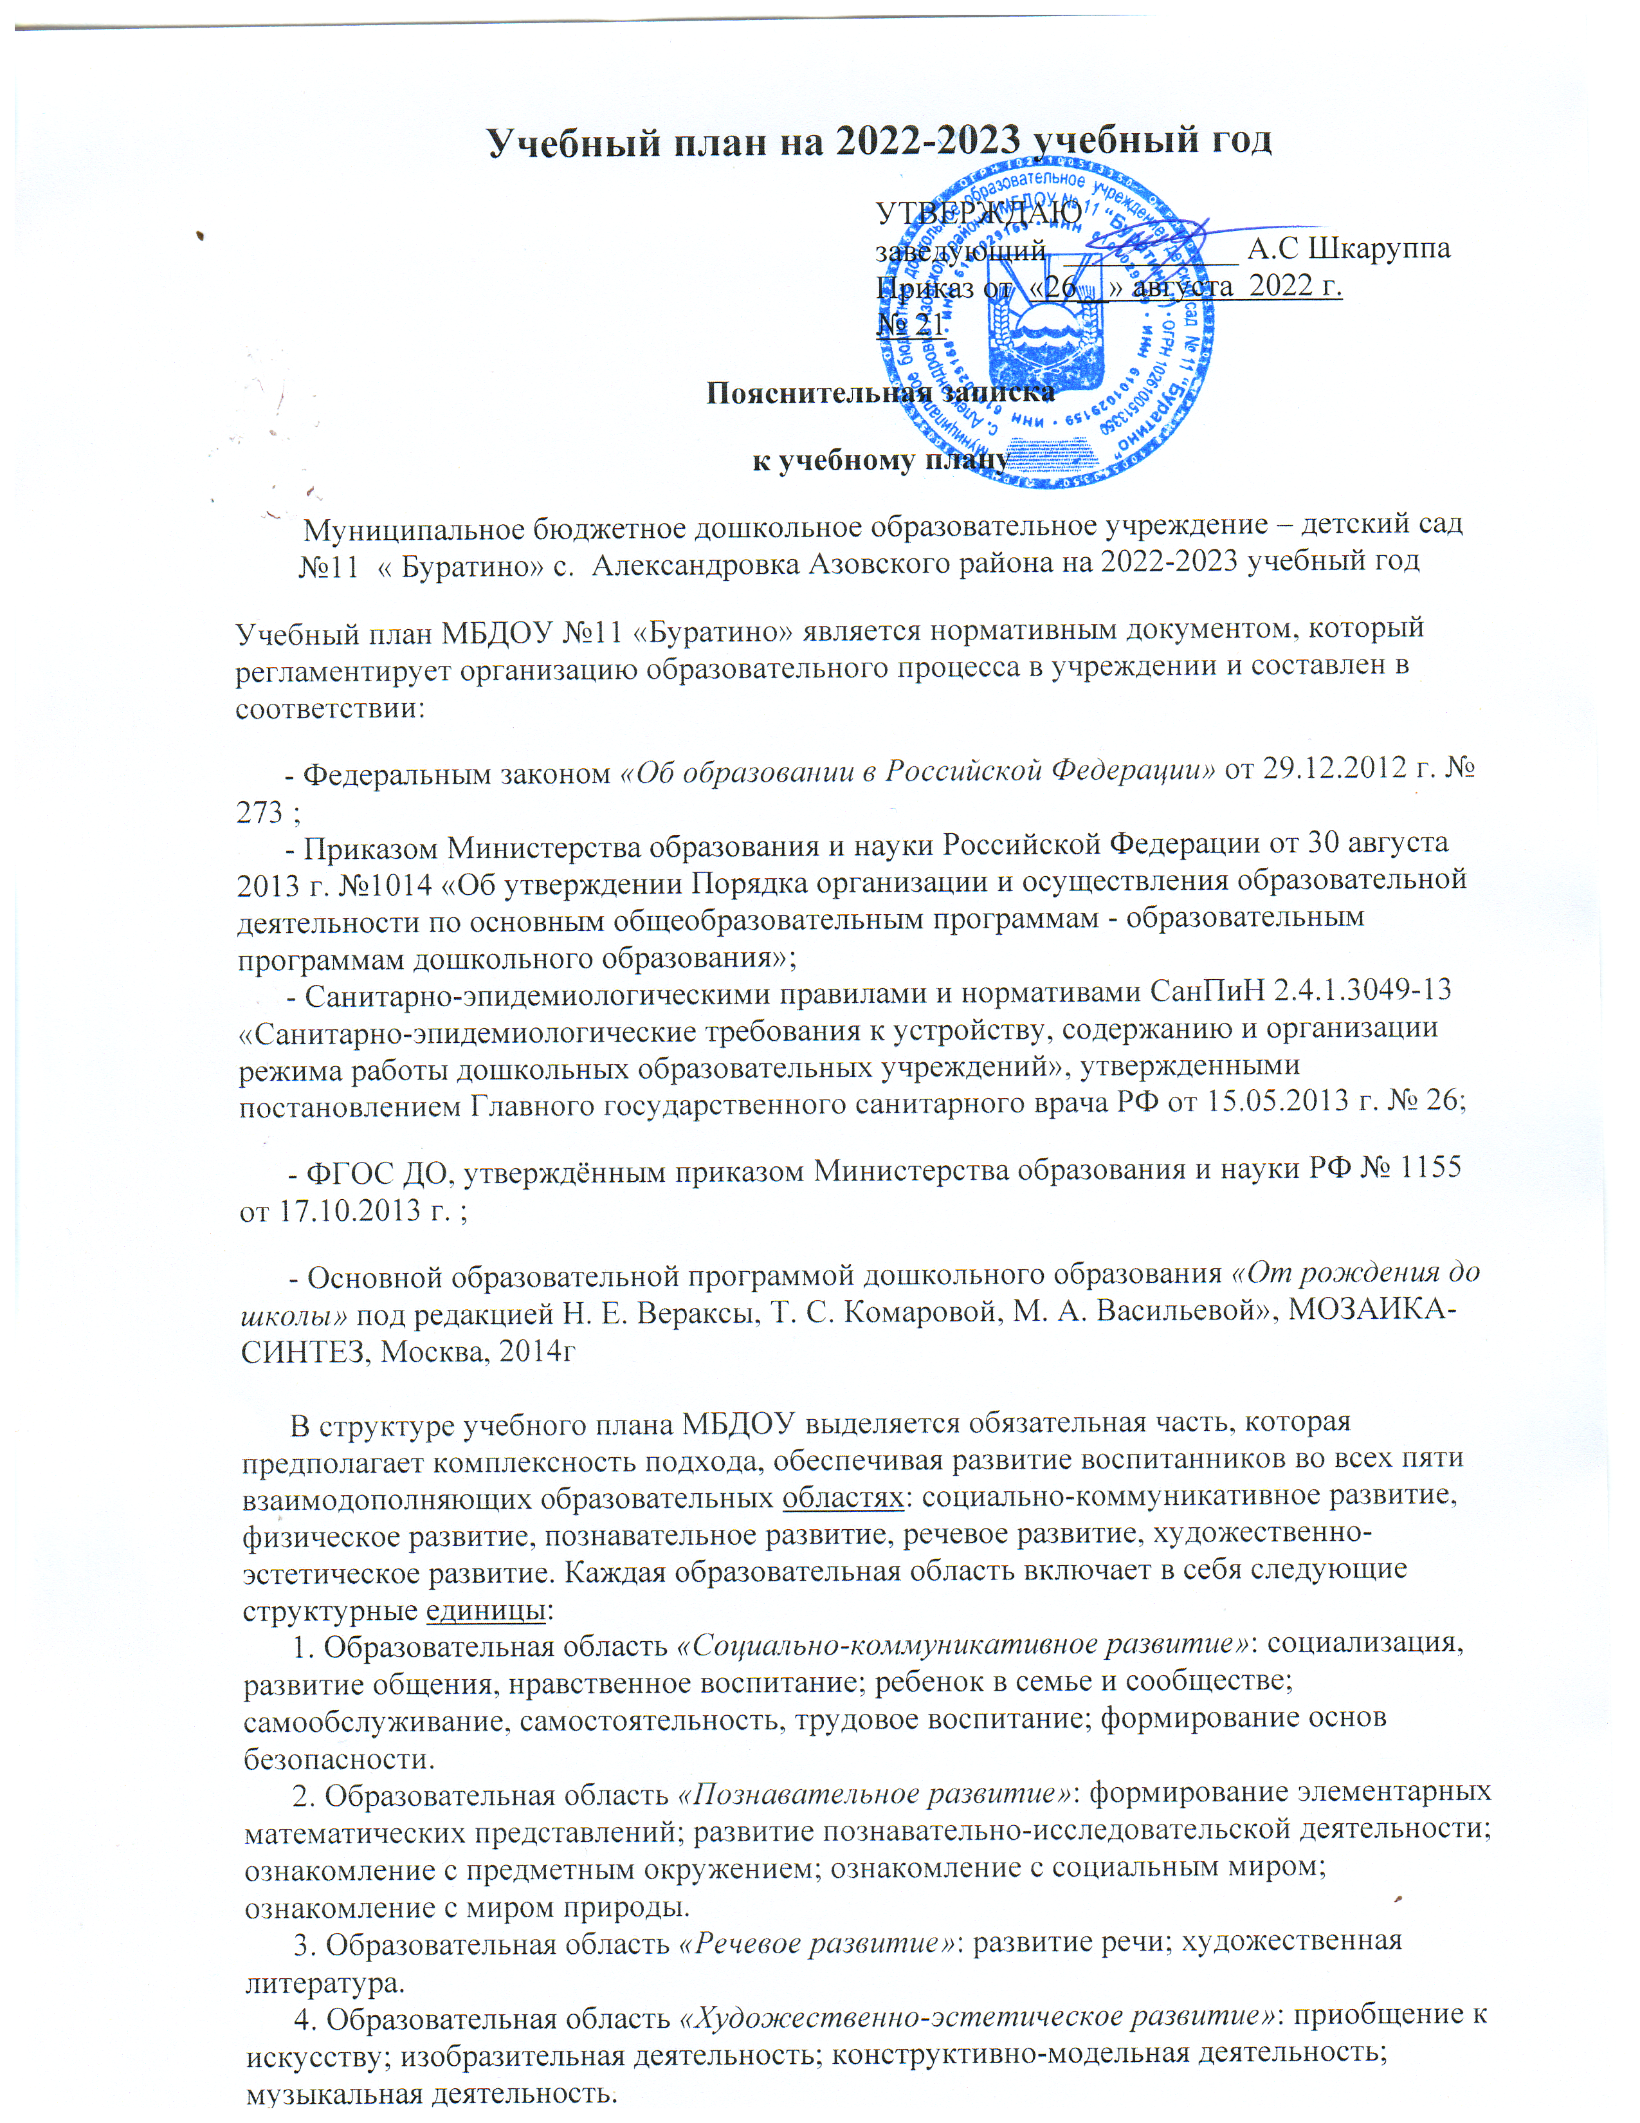 Учебный план на 2022-2023 учебный год
УТВЕРЖДАЮ
заведующий ____________ А.С Шкаруппа
Приказ от «26__» августа 2022 г.
№ 21
Пояснительная записка
к учебному плану
Муниципальное бюджетное дошкольное образовательное учреждение – детский сад
№11 « Буратино» с. Александровка Азовского района на 2022-2023 учебный год
Учебный план МБДОУ №11 «Буратино» является нормативным документом, который
регламентирует организацию образовательного процесса в учреждении и составлен в
соответствии:
- Федеральным законом «Об образовании в Российской Федерации» от 29.12.2012 г. №
273 ;
- Приказом Министерства образования и науки Российской Федерации от 30 августа
2013 г. №1014 «Об утверждении Порядка организации и осуществления образовательной
деятельности по основным общеобразовательным программам - образовательным
программам дошкольного образования»;
- Санитарно-эпидемиологическими правилами и нормативами СанПиН 2.4.1.3049-13
«Санитарно-эпидемиологические требования к устройству, содержанию и организации
режима работы дошкольных образовательных учреждений», утвержденными
постановлением Главного государственного санитарного врача РФ от 15.05.2013 г. № 26;
- ФГОС ДО, утверждённым приказом Министерства образования и науки РФ № 1155
от 17.10.2013 г. ;
- Основной образовательной программой дошкольного образования «От рождения до
школы» под редакцией Н. Е. Вераксы, Т. С. Комаровой, М. А. Васильевой», МОЗАИКА-
СИНТЕЗ, Москва, 2014г
В структуре учебного плана МБДОУ выделяется обязательная часть, которая
предполагает комплексность подхода, обеспечивая развитие воспитанников во всех пяти
взаимодополняющих образовательных областях: социально-коммуникативное развитие,
физическое развитие, познавательное развитие, речевое развитие, художественно-
эстетическое развитие. Каждая образовательная область включает в себя следующие
структурные единицы:
1. Образовательная область «Социально-коммуникативное развитие»: социализация,
развитие общения, нравственное воспитание; ребенок в семье и сообществе;
самообслуживание, самостоятельность, трудовое воспитание; формирование основ
безопасности.
2. Образовательная область «Познавательное развитие»: формирование элементарных
математических представлений; развитие познавательно-исследовательской деятельности;
ознакомление с предметным окружением; ознакомление с социальным миром;
ознакомление с миром природы.
3. Образовательная область «Речевое развитие»: развитие речи; художественная
литература.
4. Образовательная область «Художественно-эстетическое развитие»: приобщение к
искусству; изобразительная деятельность; конструктивно-модельная деятельность;
музыкальная деятельность.